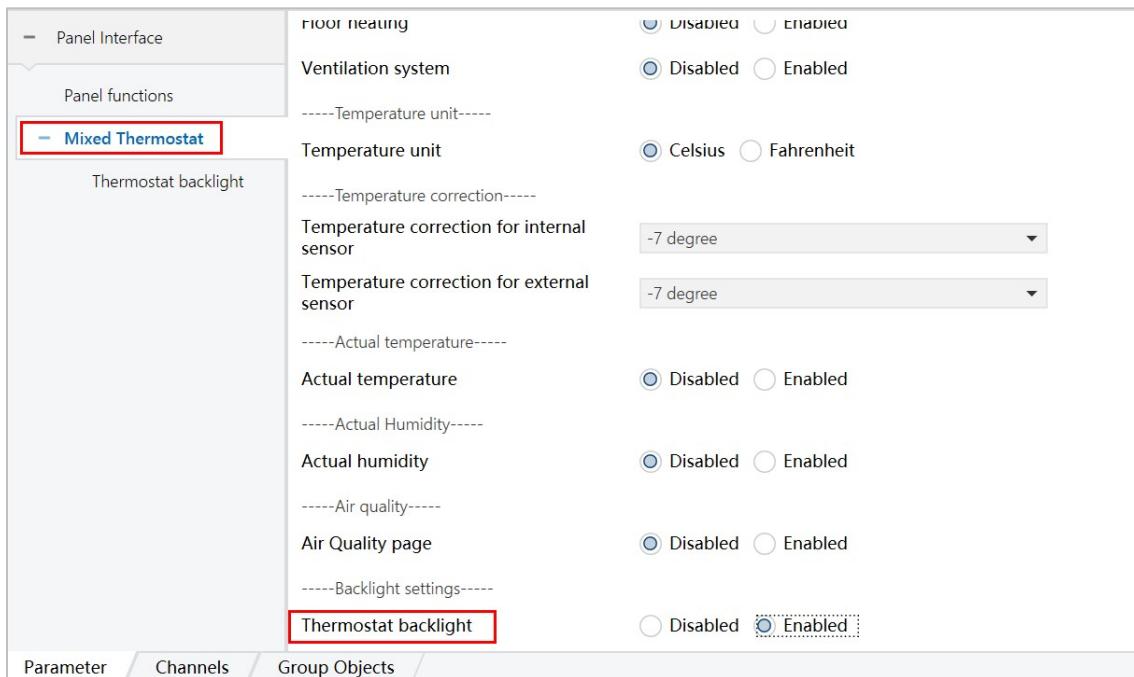 Panel Interface
Panel functions
Mixed Thermostat
Thermostat backlight
Floor heating Disabled Enabled
Ventilation system Disabled Enabled
-----Temperature unit-----
Temperature unit Celsius Fahrenheit
-----Temperature correction-----
Temperature correction for internal
sensor
-7 degree
Temperature correction for external
sensor
-7 degree
-----Actual temperature-----
Actual temperature Disabled Enabled
-----Actual Humidity-----
Actual humidity Disabled Enabled
-----Air quality-----
Air Quality page Disabled Enabled
-----Backlight settings-----
Thermostat backlight Disabled Enabled
Parameter Channels Group Objects